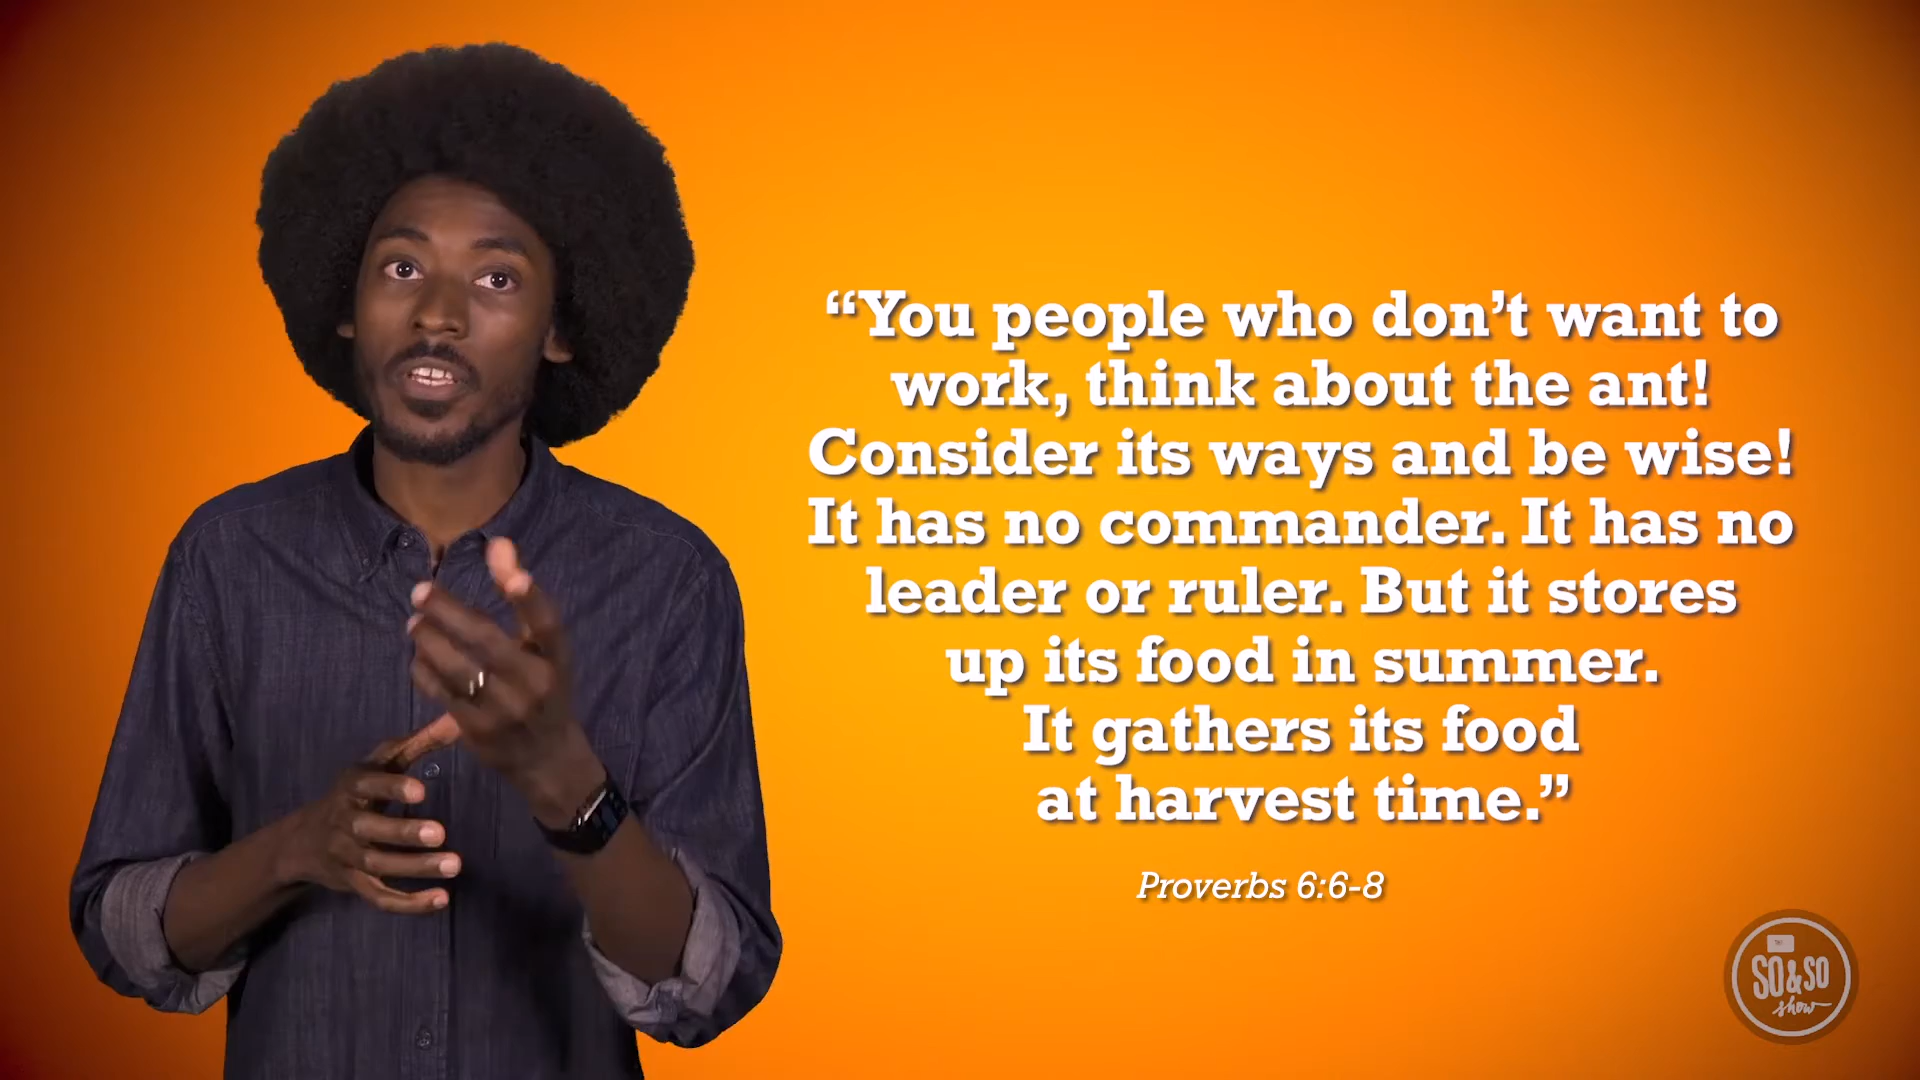 “You people who don’t want to
work, think about the ant!
Consider its ways and be wise!
It has no commander. It has no
leader or ruler. But it stores
up its food in summer.
It gathers its food
at harvest time.”
Proverbs 6:6-8
SO&SO
show